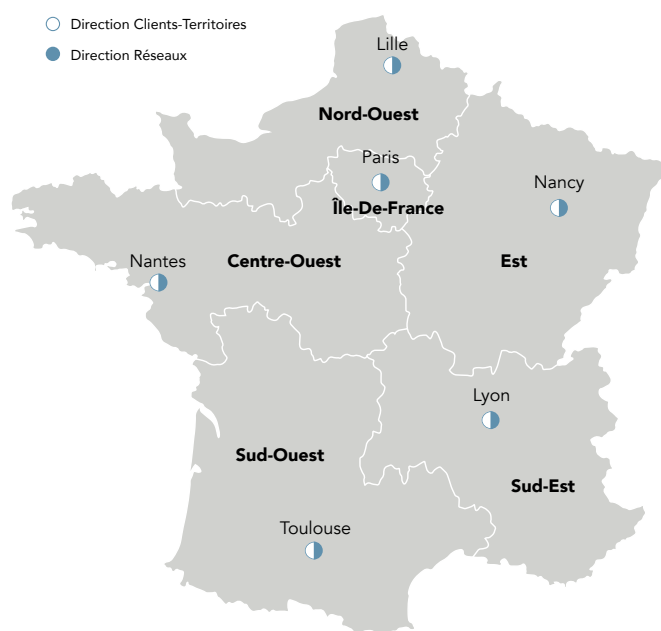 Direction Clients-Territoires
Direction Réseaux
Lille
Nord-Ouest
Paris
Île-De-France
Nancy
Nantes
Centre-Ouest
Est
Lyon
Sud-Ouest
Sud-Est
Toulouse